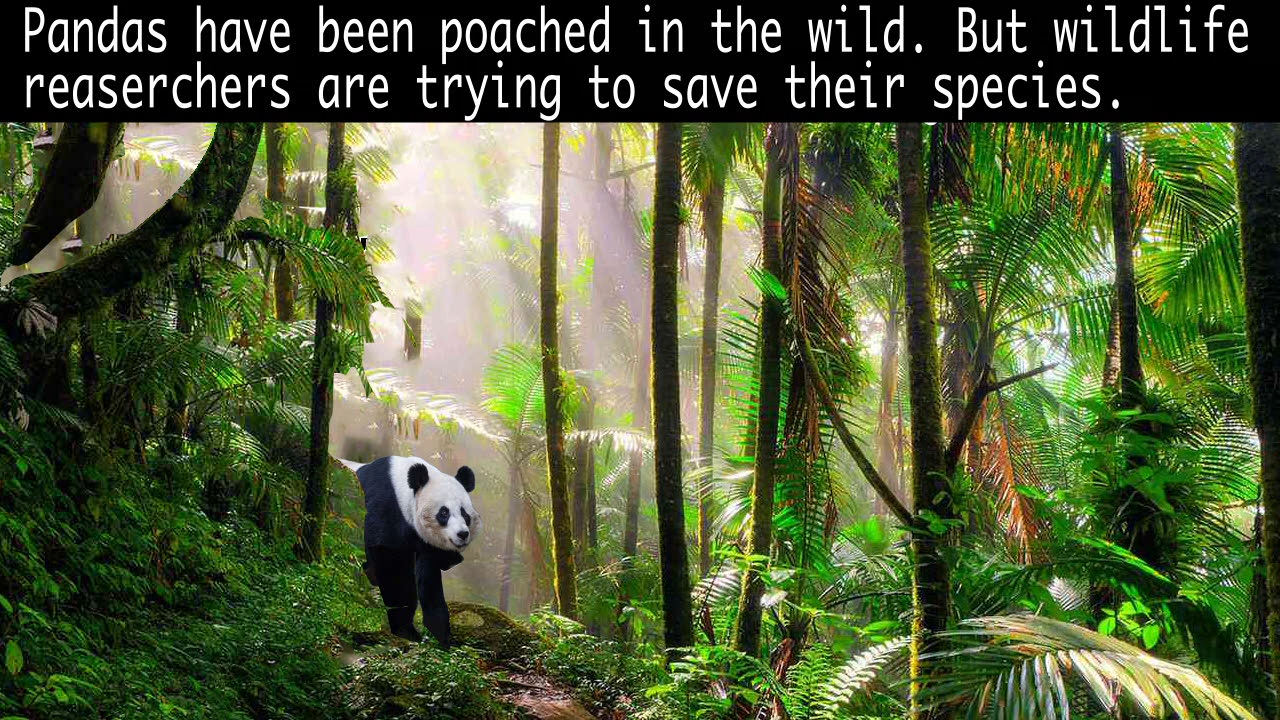 Pandas have been poached in the wild. But wildlife
reaserchers are trying to save their species.